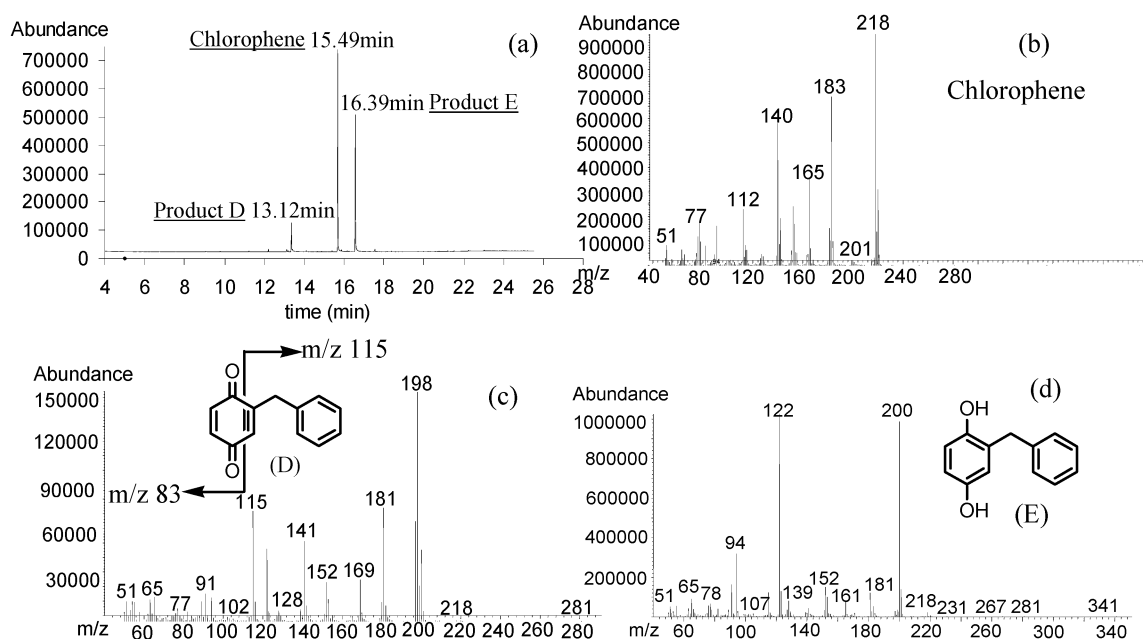 Abundance
Chlorophene 15.49min
(a)
700000
600000
16.39min Product E
500000
400000
300000
200000
Product D 13.12min
100000
0
4 6 8 10 12 14 16 18 20 22 24 26 28
time (min)
Abundance
218
(b)
900000
800000
Chlorophene
700000
183
600000
140
500000
400000
165
300000
112
200000
77
100000
51
201
m/z
40 80 120 160 200 240 280
m/z 115
Abundance
198
(c)
150000
O
120000
O
(D)
90000
m/z 83
115
181
60000
141
30000
51 65 77 91 102 128 152 169 218 281
m/z 60 80 100 120 140 160 180 200 220 240 260 280
Abundance
(d)
1000000
122
200
OH
800000
600000
OH
(E)
400000
94
200000
51 65 78 107 139 152 161 181 218 231 267 281 341
0
m/z 60 100 140 180 220 260 300 340